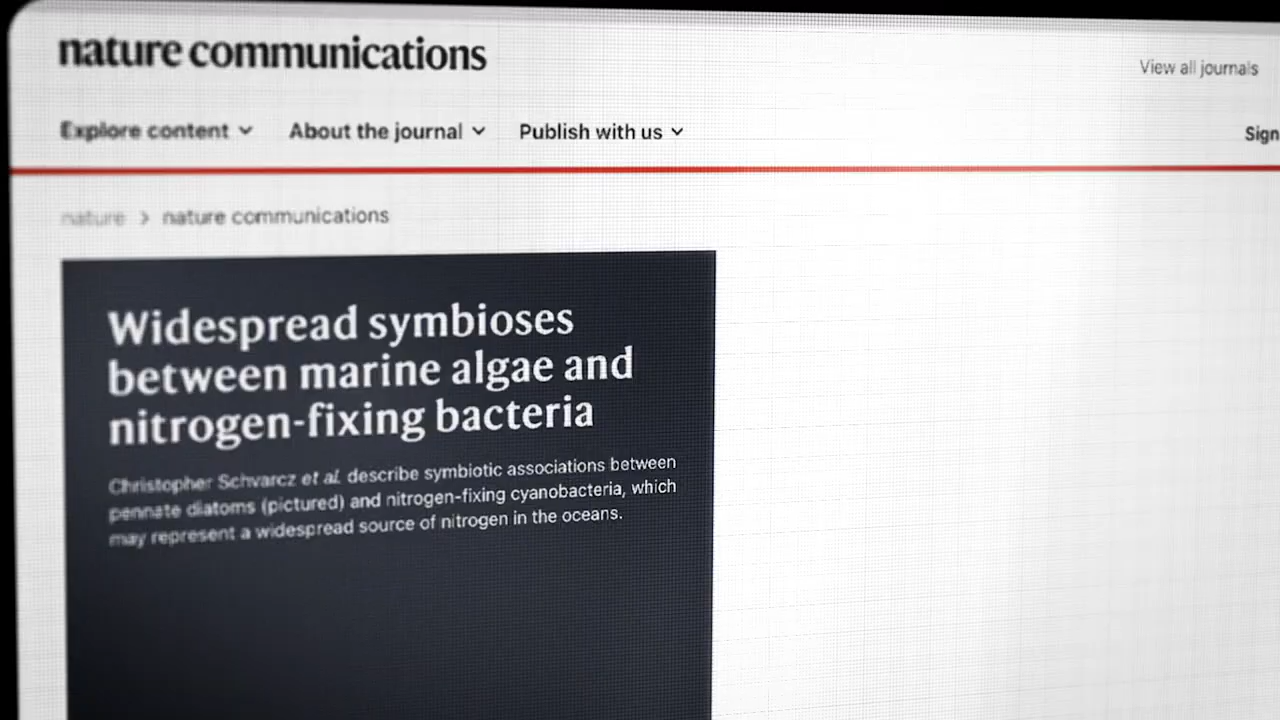 nature communications
View all journals
Explore content
About the journal
Publish with us
Sign
nature > nature communications
Widespread symbioses
between marine algae and
nitrogen-fixing bacteria
Christopher Schvarcz et al. describe symbiotic associations between
pennate diatoms (pictured) and nitrogen-fixing cyanobacteria, which
may represent a widespread source of nitrogen in the oceans.